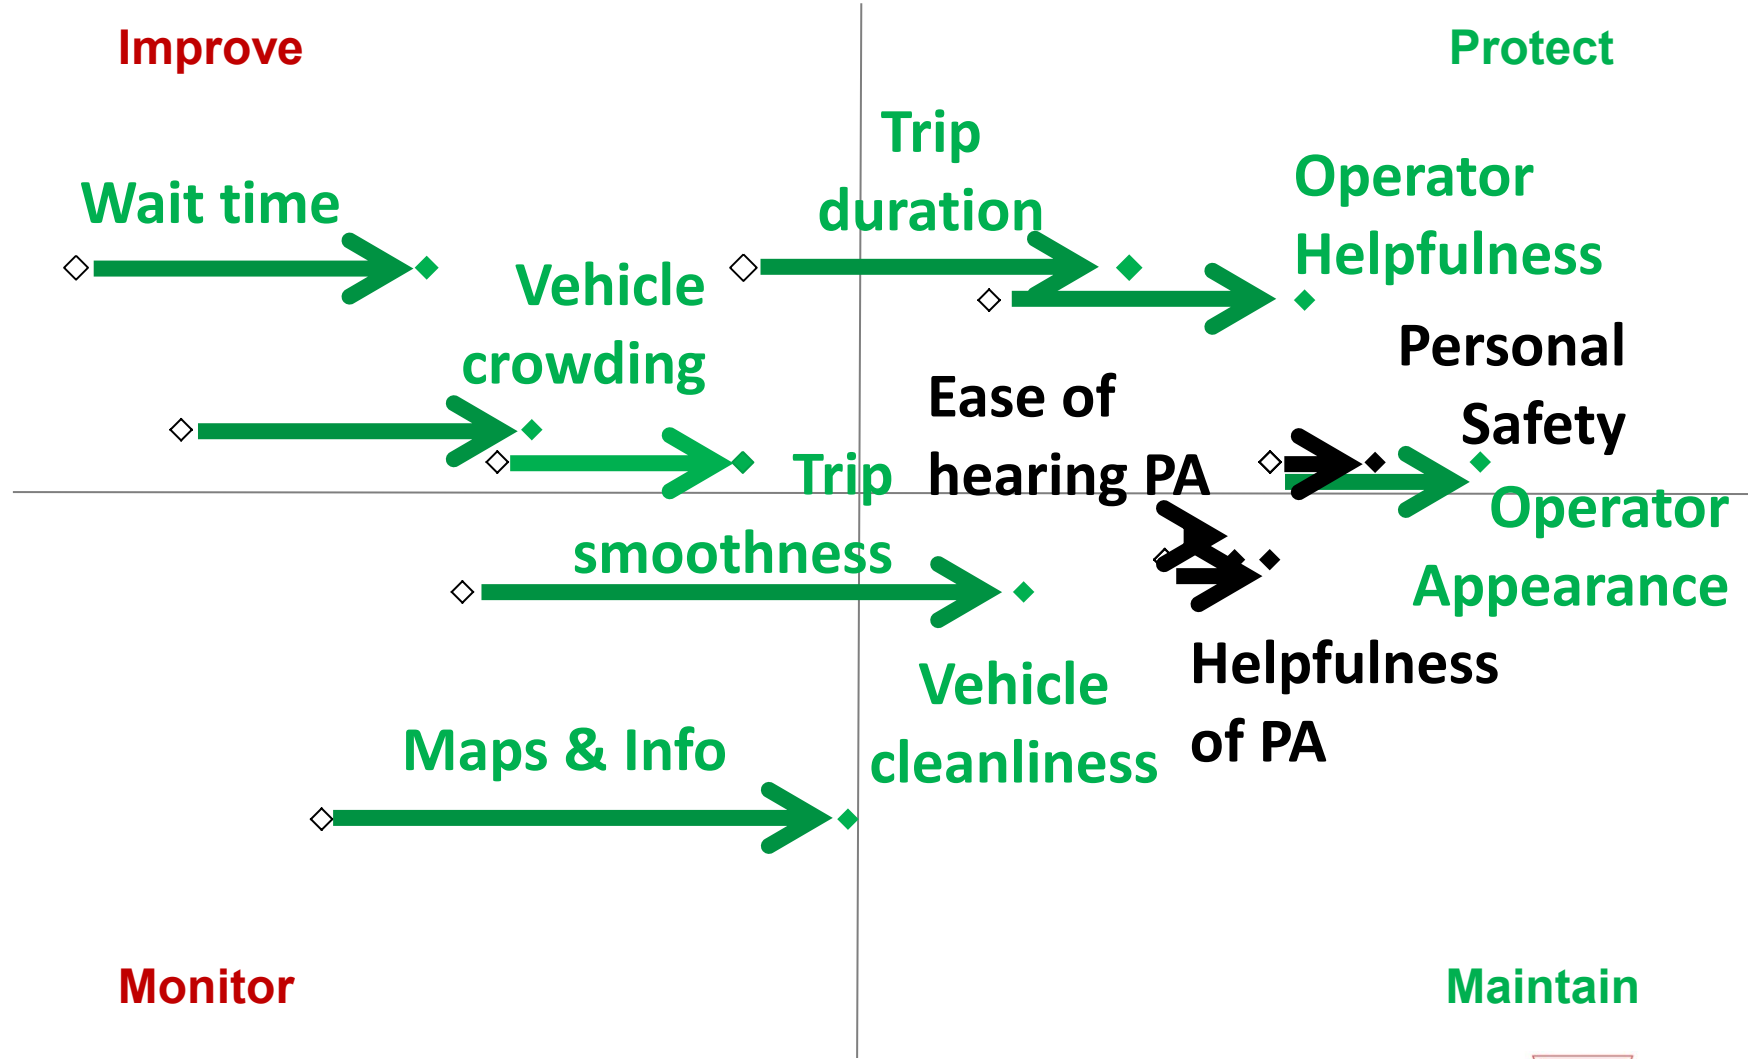 Improve
Protect
Trip
duration
Operator
Helpfulness
Wait time
Vehicle
crowding
Personal
Safety
Ease of
hearing PA
Trip
smoothness
Operator
Appearance
Helpfulness
of PA
Vehicle
cleanliness
Maps & Info
Monitor
Maintain